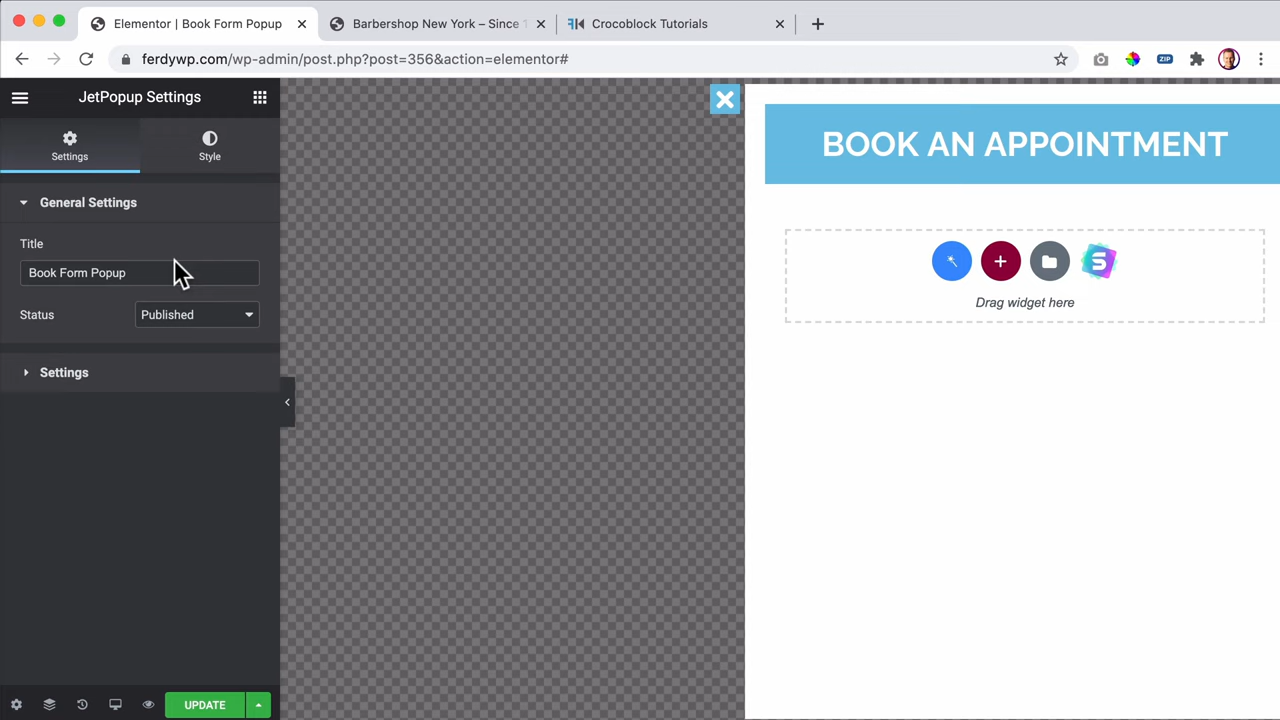 Elementor | Book Form Popup
Barbershop New York – Since
Crocoblock Tutorials
ferdywp.com/wp-admin/post.php?post=356&action=elementor#
ZIP
JetPopup Settings
Settings
Style
General Settings
Title
Book Form Popup
Status
Published
Settings
UPDATE
BOOK AN APPOINTMENT
S
Drag widget here